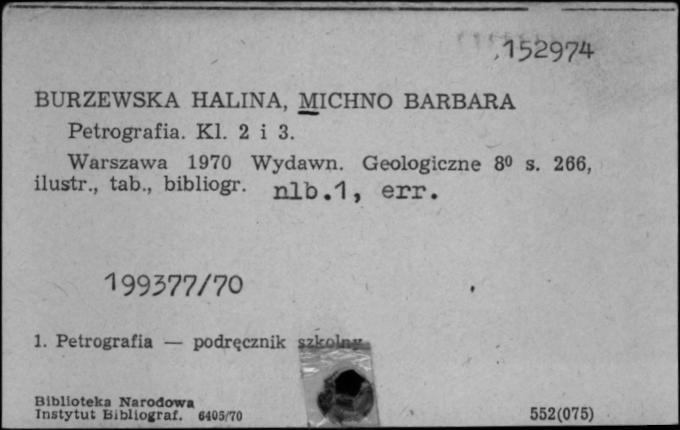 152974
BURZEWSKA HALINA, MICHNO BARBARA
Petrografia. Kl. 2 i 3.
Warszawa 1970 Wydawn. Geologiczne 8⁰ s. 266,
ilustr., tab., bibliogr. nlb.1, err.
199377/70
1. Petrografia — podręcznik szkolny
Biblioteka Narodowa
Instytut Bibliograf. 6405/70
552(075)